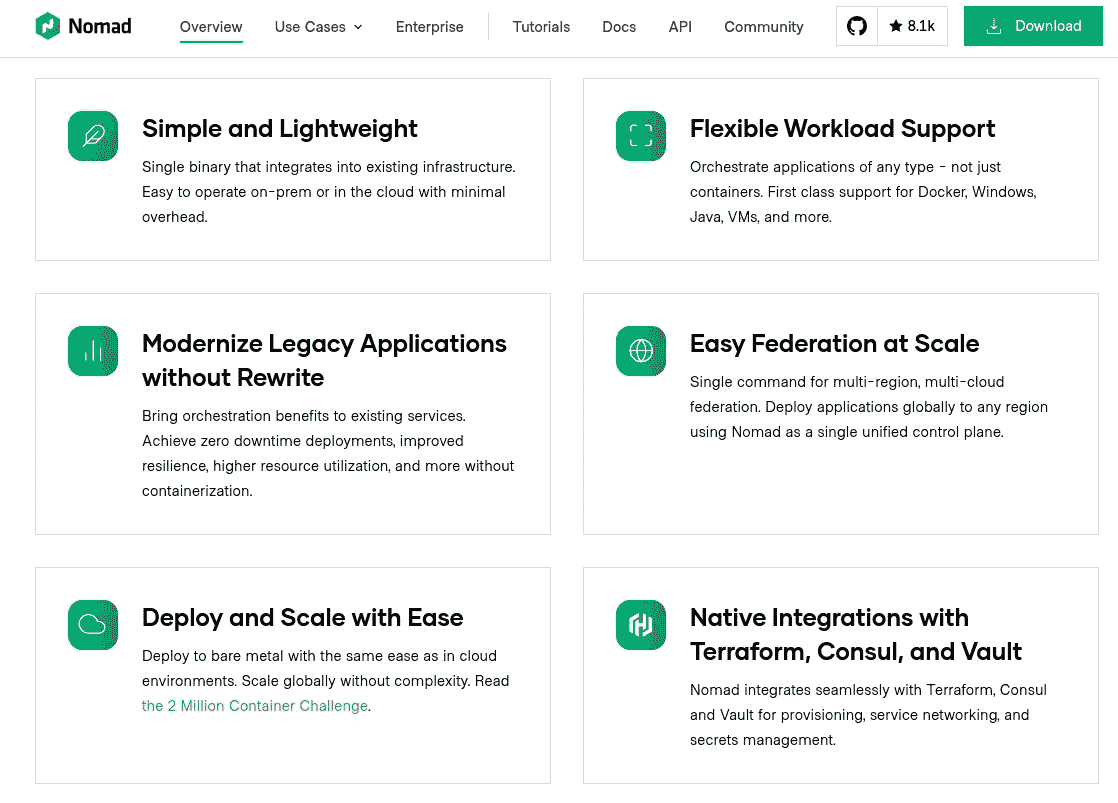 Nomad
Overview
Use Cases
Enterprise
Tutorials
Docs
API
Community
8.1k
Download
Simple and Lightweight
Single binary that integrates into existing infrastructure.
Easy to operate on-prem or in the cloud with minimal
overhead.
Flexible Workload Support
Orchestrate applications of any type - not just
containers. First class support for Docker, Windows,
Java, VMs, and more.
Modernize Legacy Applications
without Rewrite
Bring orchestration benefits to existing services.
Achieve zero downtime deployments, improved
resilience, higher resource utilization, and more without
containerization.
Easy Federation at Scale
Single command for multi-region, multi-cloud
federation. Deploy applications globally to any region
using Nomad as a single unified control plane.
Deploy and Scale with Ease
Deploy to bare metal with the same ease as in cloud
environments. Scale globally without complexity. Read
the 2 Million Container Challenge.
Native Integrations with
Terraform, Consul, and Vault
Nomad integrates seamlessly with Terraform, Consul
and Vault for provisioning, service networking, and
secrets management.